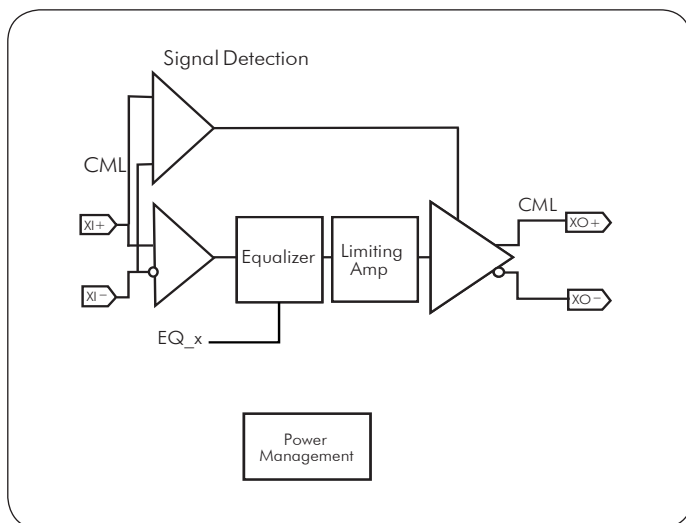 Signal Detection
CML
XI+
XI−
Equalizer
Limiting
Amp
CML
XO+
XO−
EQ_x
Power
Management